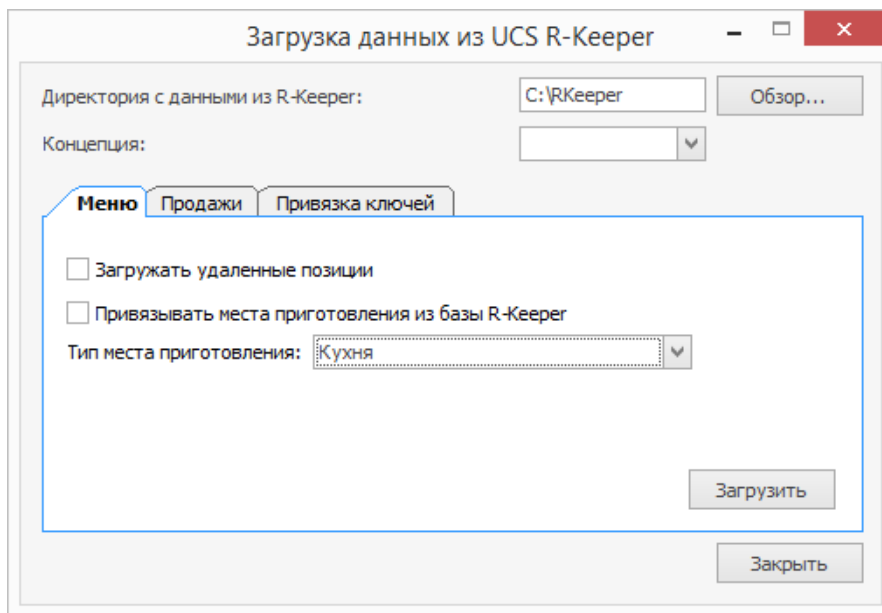 Загрузка данных из UCS R-Keeper
Директория с данными из R-Keeper: C:\RKeeper Обзор...
Концепция:
Меню Продажи Привязка ключей
Загружать удаленные позиции
Привязывать места приготовления из базы R-Keeper
Тип места приготовления: Кухня
Загрузить
Закрыть